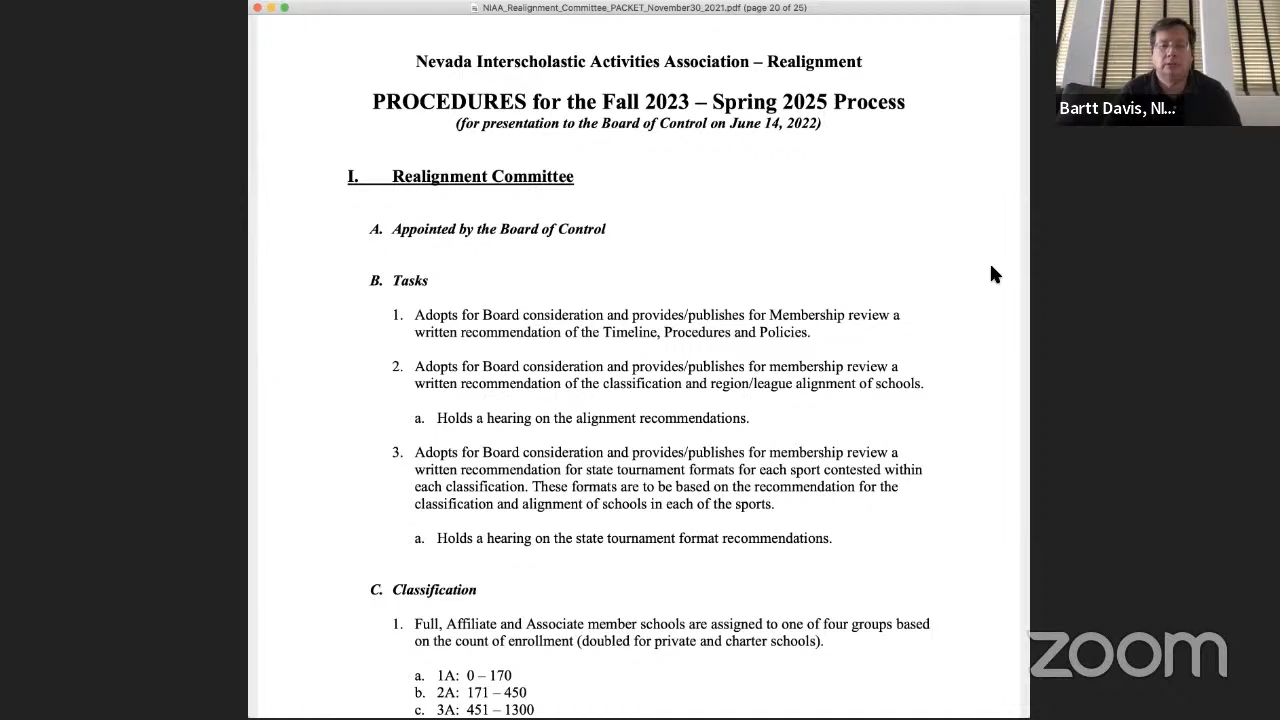 NIAA_Realignment_Committee_PACKET_November30_2021.pdf (page 20 of 25)
Nevada Interscholastic Activities Association – Realignment
PROCEDURES for the Fall 2023 – Spring 2025 Process
(for presentation to the Board of Control on June 14, 2022)
I. Realignment Committee
A. Appointed by the Board of Control
B. Tasks
1. Adopts for Board consideration and provides/publishes for Membership review a
written recommendation of the Timeline, Procedures and Policies.
2. Adopts for Board consideration and provides/publishes for membership review a
written recommendation of the classification and region/league alignment of schools.
a. Holds a hearing on the alignment recommendations.
3. Adopts for Board consideration and provides/publishes for membership review a
written recommendation for state tournament formats for each sport contested within
each classification. These formats are to be based on the recommendation for the
classification and alignment of schools in each of the sports.
a. Holds a hearing on the state tournament format recommendations.
C. Classification
1. Full, Affiliate and Associate member schools are assigned to one of four groups based
on the count of enrollment (doubled for private and charter schools).
a. 1A: 0 – 170
b. 2A: 171 – 450
c. 3A: 451 – 1300
Bartt Davis, NI...
zoom